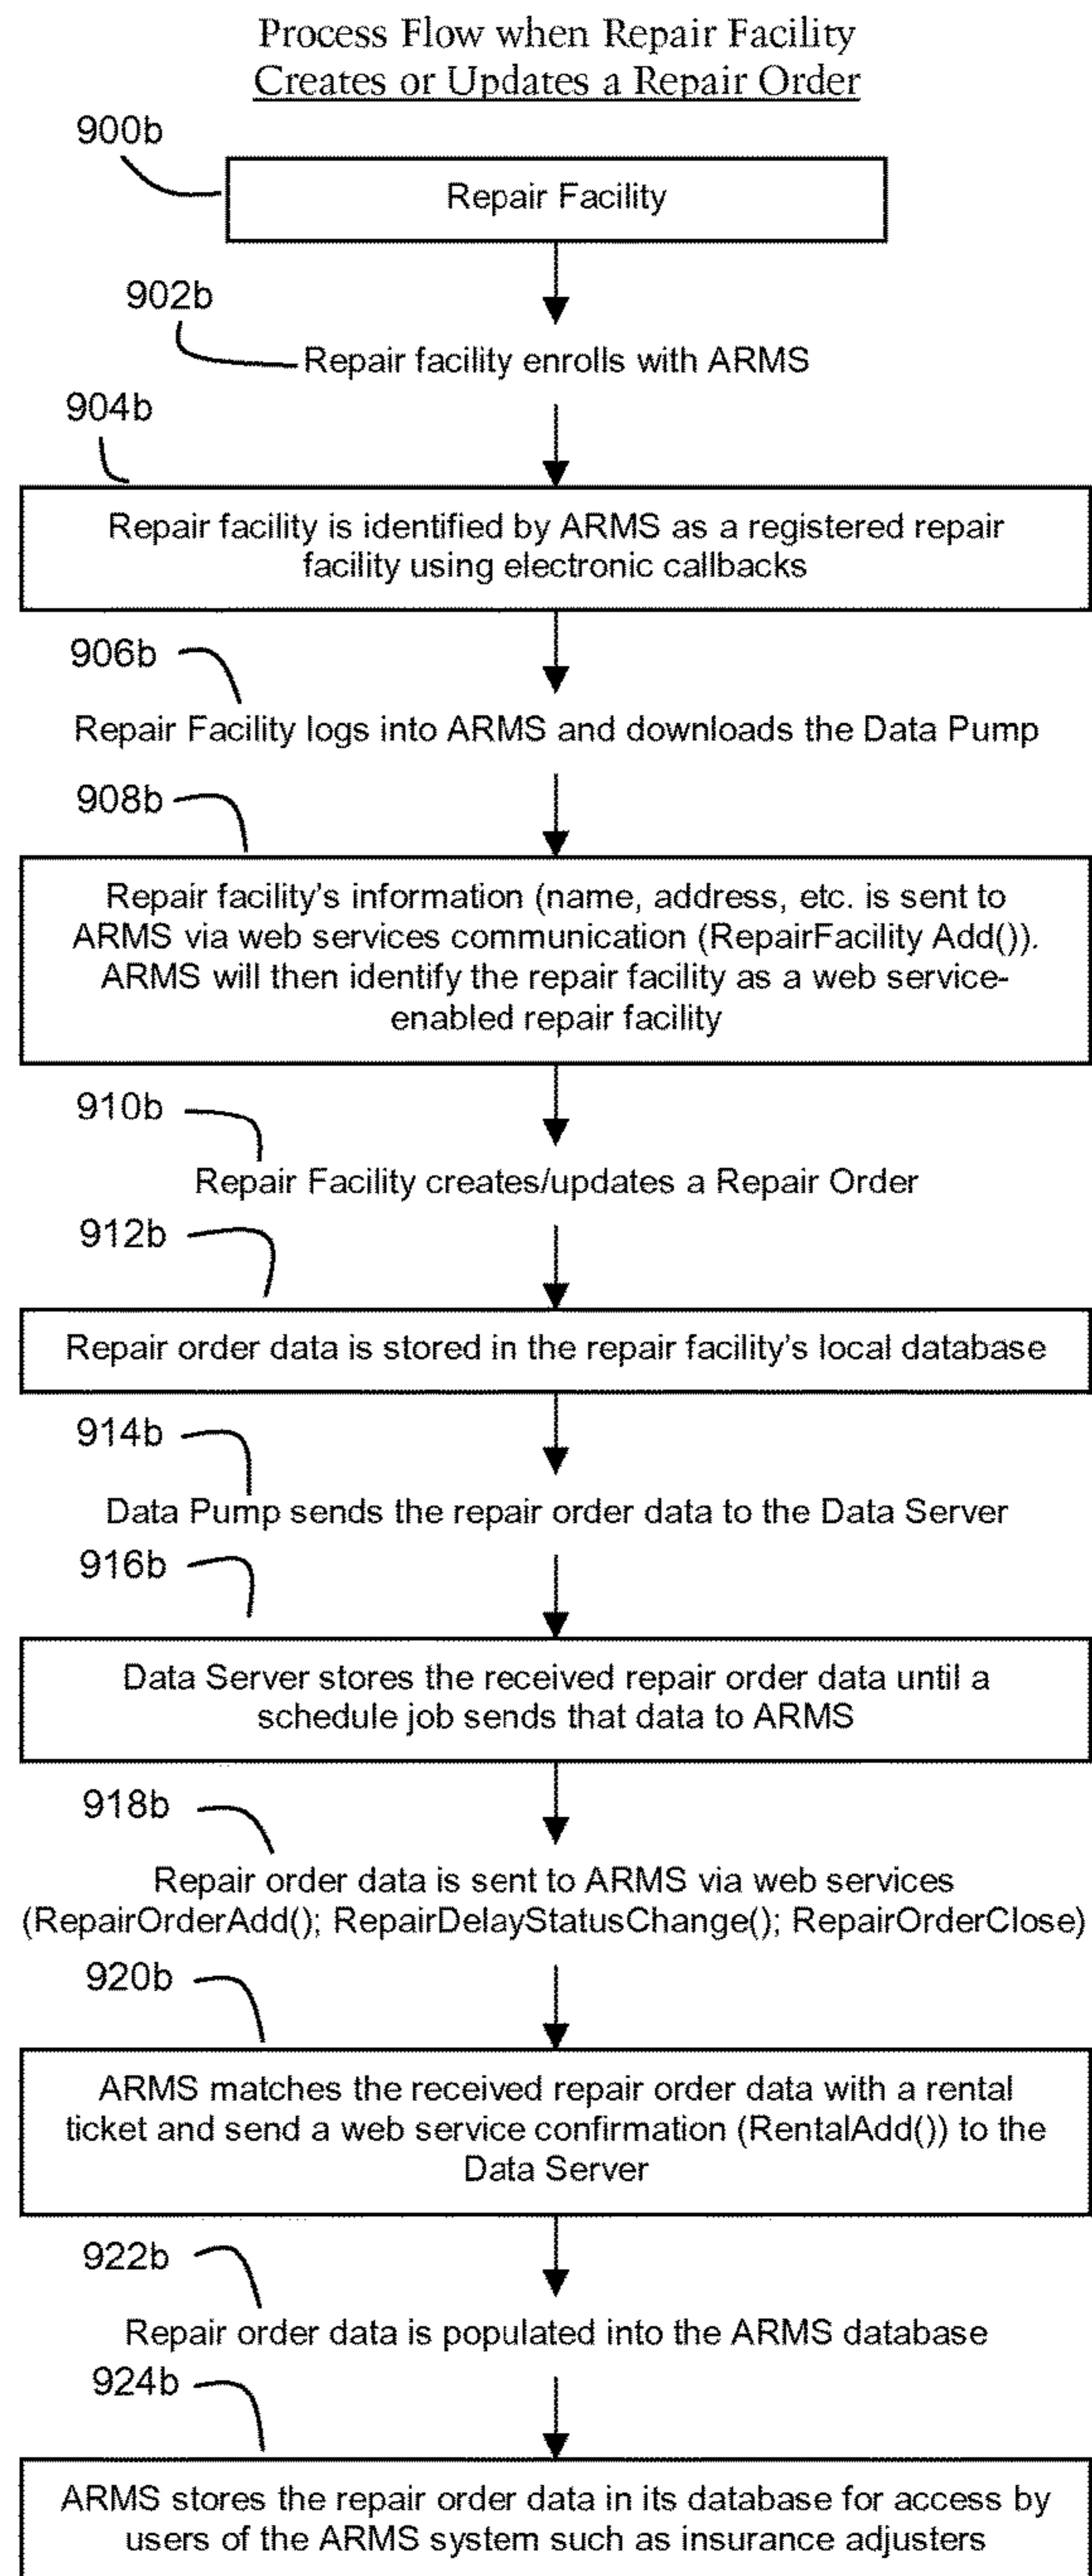 Process Flow when Repair Facility
Creates or Updates a Repair Order
900b
Repair Facility
902b
Repair facility enrolls with ARMS
904b
Repair facility is identified by ARMS as a registered repair
facility using electronic callbacks
906b
Repair Facility logs into ARMS and downloads the Data Pump
908b
Repair facility's information (name, address, etc. is sent to
ARMS via web services communication (RepairFacility Add()).
ARMS will then identify the repair facility as a web service-
enabled repair facility
910b
Repair Facility creates/updates a Repair Order
912b
Repair order data is stored in the repair facility's local database
914b
Data Pump sends the repair order data to the Data Server
916b
Data Server stores the received repair order data until a
schedule job sends that data to ARMS
918b
Repair order data is sent to ARMS via web services
(RepairOrderAdd(); RepairDelayStatusChange(); RepairOrderClose)
920b
ARMS matches the received repair order data with a rental
ticket and send a web service confirmation (RentalAdd()) to the
Data Server
922b
Repair order data is populated into the ARMS database
924b
ARMS stores the repair order data in its database for access by
users of the ARMS system such as insurance adjusters